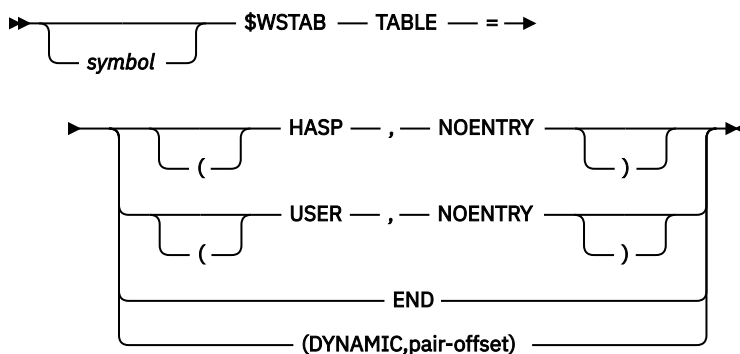 $WSTAB TABLE =
symbol
HASP , NOENTRY
( )
USER , NOENTRY
( )
END
(DYNAMIC,pair-offset)